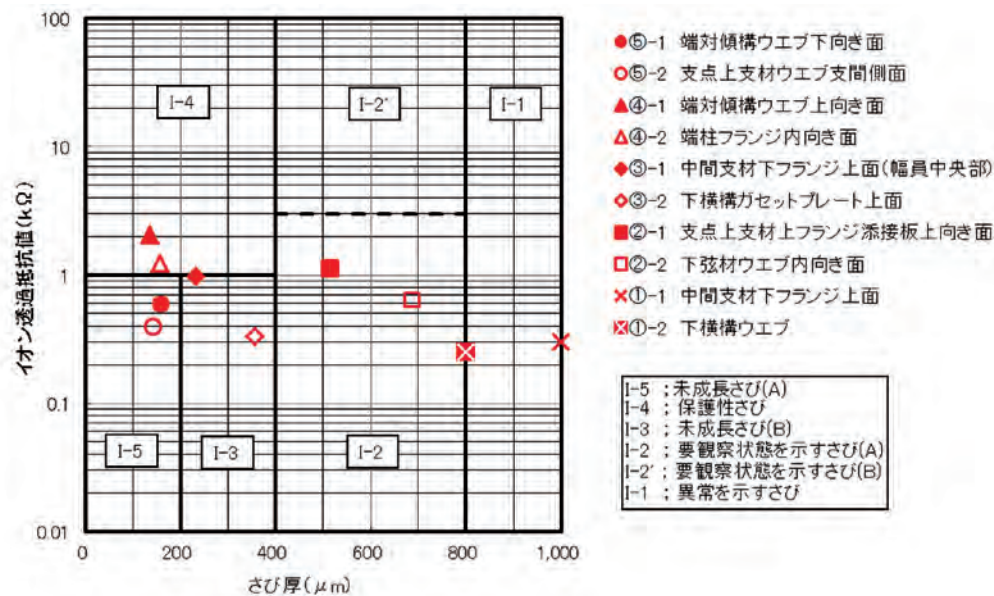 100
10
1
0.1
0.01
0
200
400
600
800
1,000
イオン透過抵抗値(kΩ)
さび厚(μm)
I-4
I-2'
I-1
I-5
I-3
I-2
⑤-1 端対傾構ウエブ下向き面
⑤-2 支点上支材ウエブ支間側面
④-1 端対傾構ウエブ上向き面
④-2 端柱フランジ内向き面
③-1 中間支材下フランジ上面(幅員中央部)
③-2 下横構ガセットプレート上面
②-1 支点上支材上フランジ添接板上向き面
②-2 下弦材ウエブ内向き面
①-1 中間支材下フランジ上面
①-2 下横構ウエブ
I-5 ;未成長さび(A)
I-4 ;保護性さび
I-3 ;未成長さび(B)
I-2 ;要観察状態を示すさび(A)
I-2' ;要観察状態を示すさび(B)
I-1 ;異常を示すさび